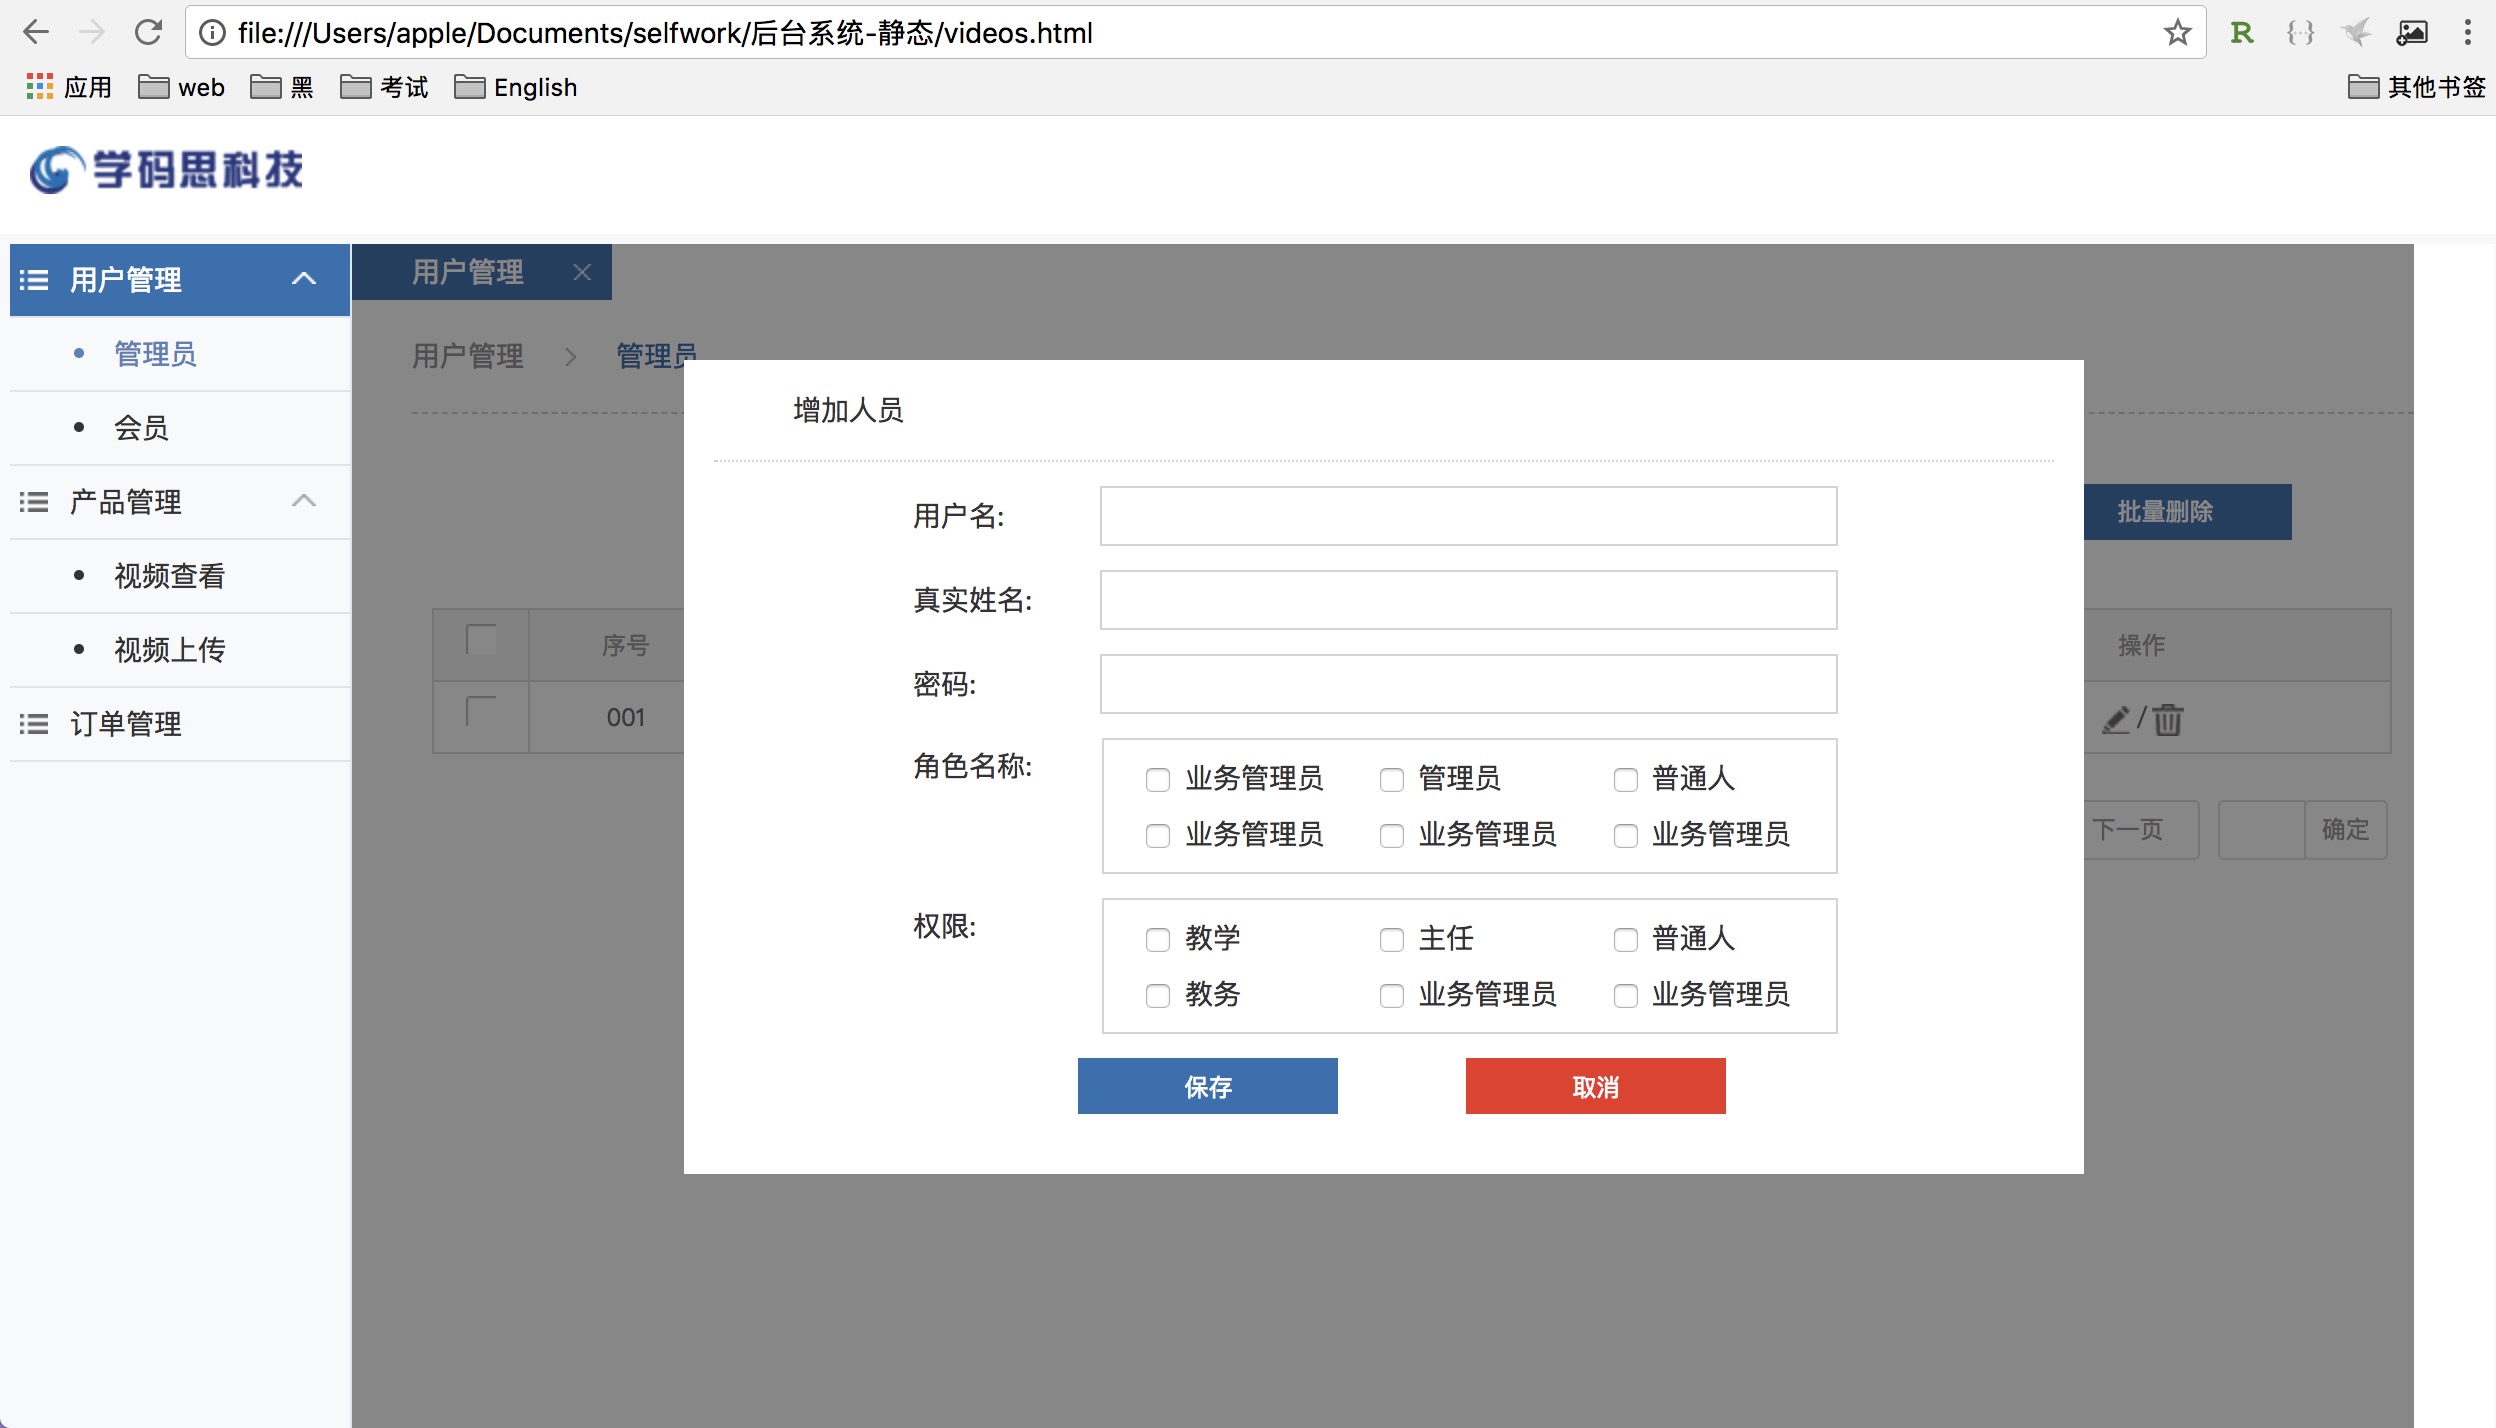 file:///Users/apple/Documents/selfwork/后台系统-静态/videos.html
R
应用 web 黑 考试 English 其他书签
学码思科技
用户管理
管理员
会员
产品管理
视频查看
视频上传
订单管理
用户管理
用户管理 > 管理员
批量删除
序号 操作
001 /
下一页 确定
增加人员
用户名:
真实姓名:
密码:
角色名称:
业务管理员 管理员 普通人
业务管理员 业务管理员 业务管理员
权限:
教学 主任 普通人
教务 业务管理员 业务管理员
保存 取消